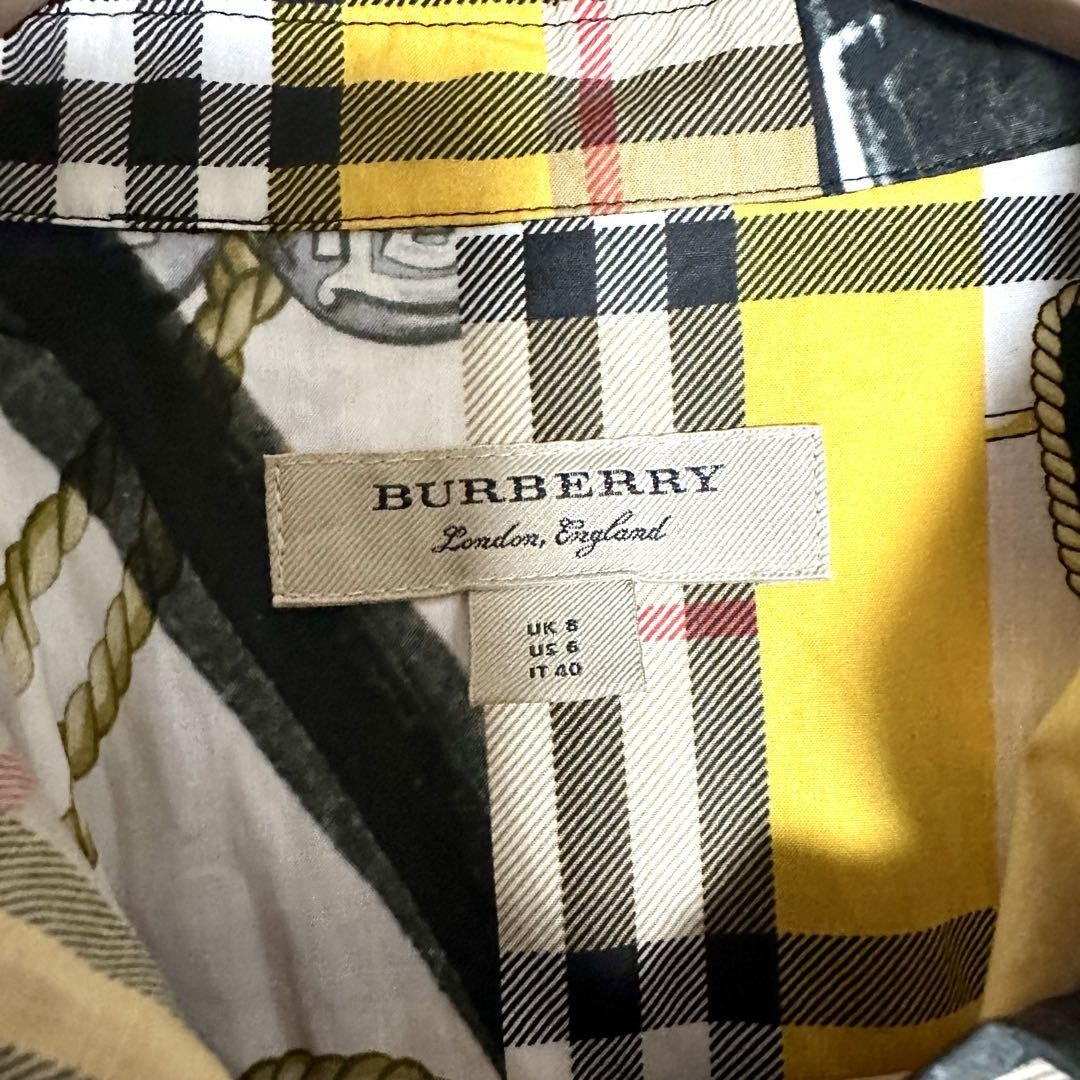 BURBERRY
London, England
UK 8
US 6
IT 40